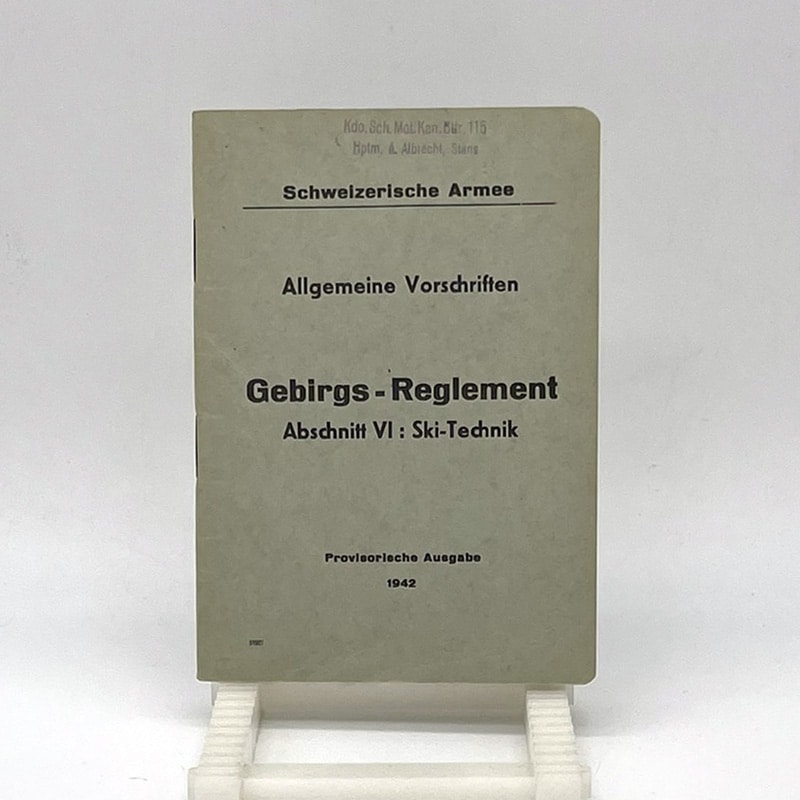 Kdo. Sch. Mot. Kan. Bttr. 115
Hptm. A. Albrecht, Stans
Schweizerische Armee
Allgemeine Vorschriften
Gebirgs-Reglement
Abschnitt VI : Ski-Technik
Provisorische Ausgabe
1942